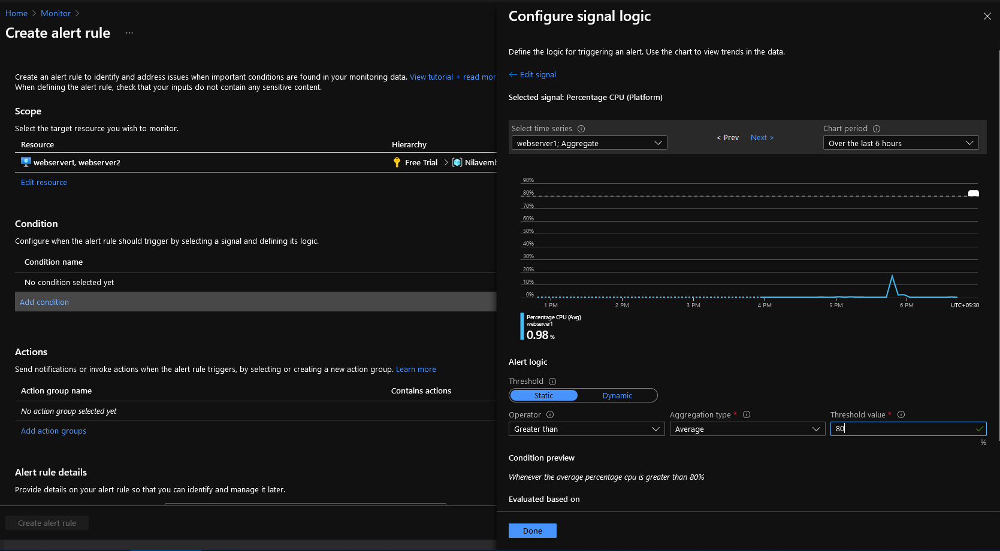 Home > Monitor >
Create alert rule ...
Create an alert rule to identify and address issues when important conditions are found in your monitoring data. View tutorial + read mor
When defining the alert rule, check that your inputs do not contain any sensitive content.
Scope
Select the target resource you wish to monitor.
Resource Hierarchy
webserver1, webserver2 Free Trial > Nilavemb
Edit resource
Condition
Configure when the alert rule should trigger by selecting a signal and defining its logic.
Condition name
No condition selected yet
Add condition
Actions
Send notifications or invoke actions when the alert rule triggers, by selecting or creating a new action group. Learn more
Action group name Contains actions
No action group selected yet
Add action groups
Alert rule details
Provide details on your alert rule so that you can identify and manage it later.
Create alert rule
Configure signal logic
Define the logic for triggering an alert. Use the chart to view trends in the data.
← Edit signal
Selected signal: Percentage CPU (Platform)
Select time series
webserver1; Aggregate
< Prev Next >
Chart period
Over the last 6 hours
90%
80%
70%
60%
50%
40%
30%
20%
10%
0%
1 PM 2 PM 3 PM 4 PM 5 PM 6 PM UTC+05:30
Percentage CPU (Avg)
webserver1
0.98 %
Alert logic
Threshold
Static Dynamic
Operator Aggregation type * Threshold value *
Greater than Average 80
%
Condition preview
Whenever the average percentage cpu is greater than 80%
Evaluated based on
Done